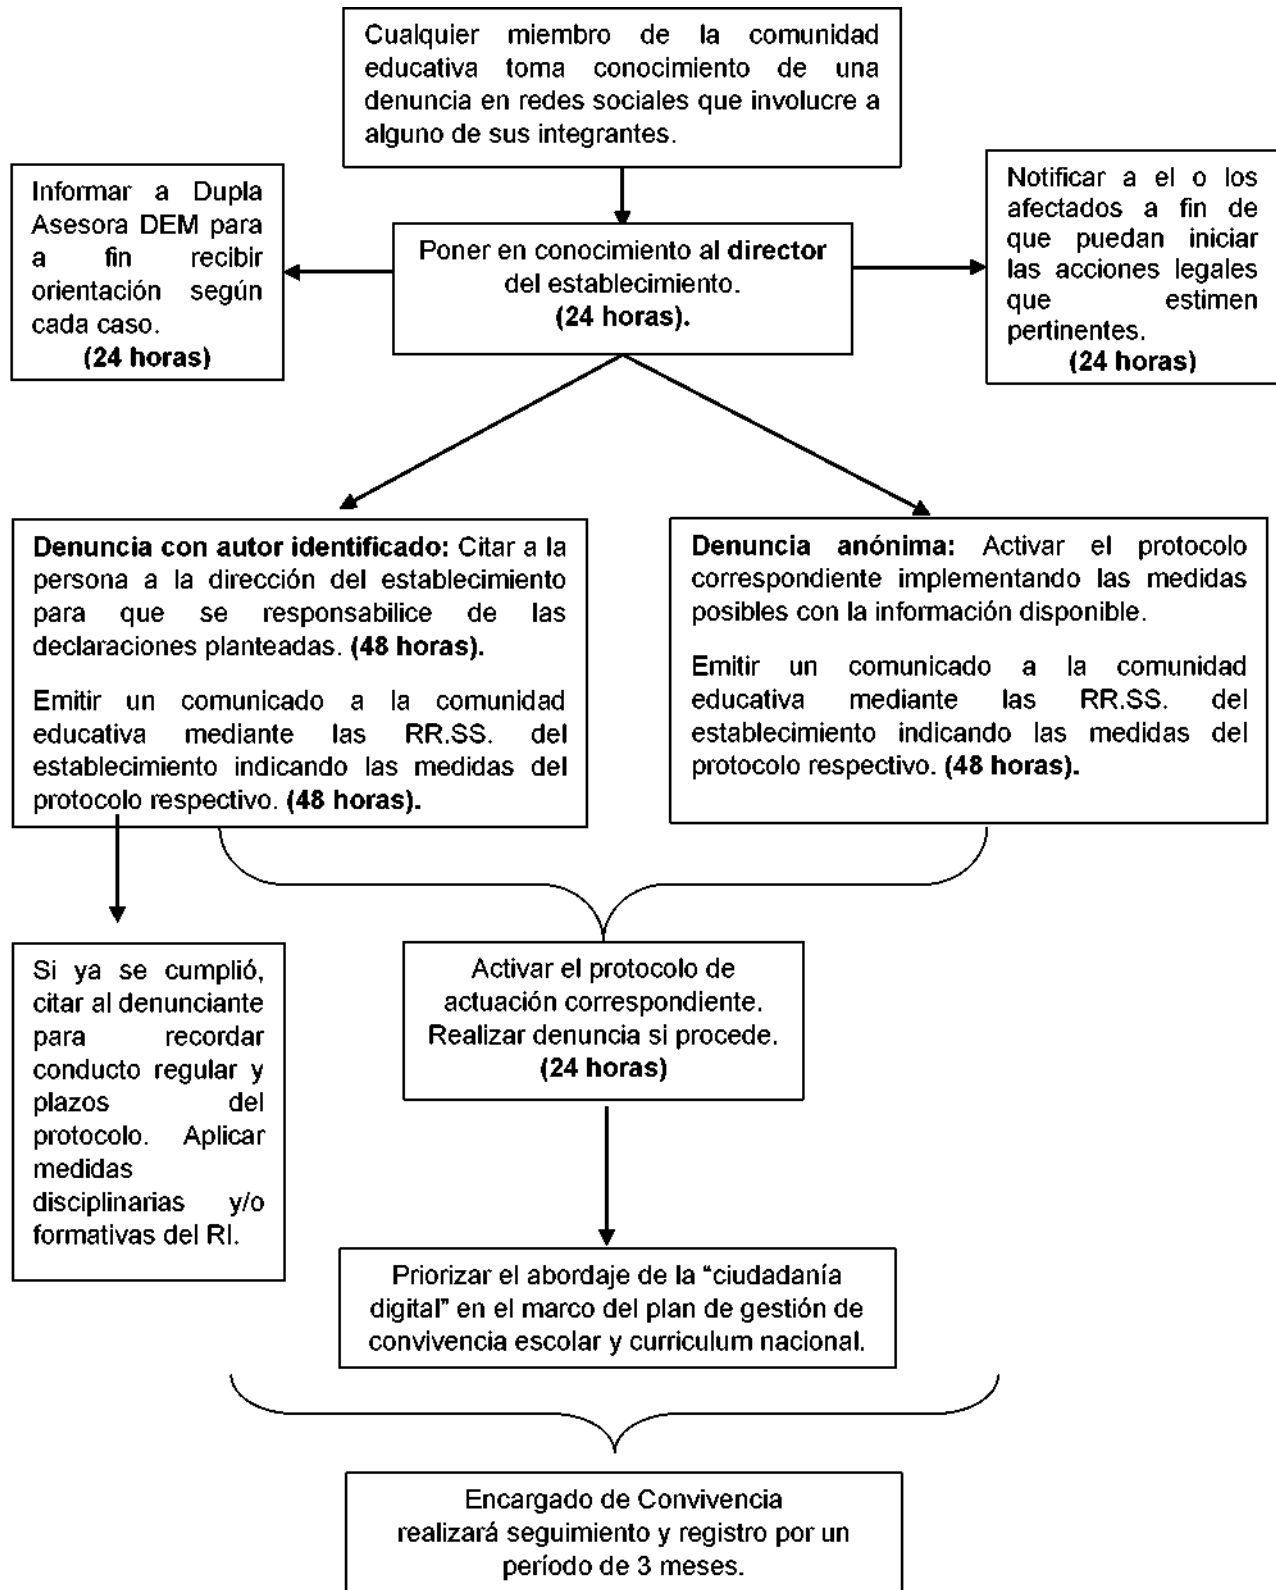 Cualquier miembro de la comunidad
educativa toma conocimiento de una
denuncia en redes sociales que involucre a
alguno de sus integrantes.
Informar a Dupla
Asesora DEM para
a fin recibir
orientación según
cada caso.
(24 horas)
Poner en conocimiento al director
del establecimiento.
(24 horas).
Notificar a el o los
afectados a fin de
que puedan iniciar
las acciones legales
que estimen
pertinentes.
(24 horas)
Denuncia con autor identificado: Citar a la
persona a la dirección del establecimiento
para que se responsabilice de las
declaraciones planteadas. (48 horas).
Emitir un comunicado a la comunidad
educativa mediante las RR.SS. del
establecimiento indicando las medidas del
protocolo respectivo. (48 horas).
Denuncia anónima: Activar el protocolo
correspondiente implementando las medidas
posibles con la información disponible.
Emitir un comunicado a la comunidad
educativa mediante las RR.SS. del
establecimiento indicando las medidas del
protocolo respectivo. (48 horas).
Si ya se cumplió,
citar al denunciante
para recordar
conducto regular y
plazos del
protocolo. Aplicar
medidas
disciplinarias y/o
formativas del RI.
Activar el protocolo de
actuación correspondiente.
Realizar denuncia si procede.
(24 horas)
Priorizar el abordaje de la “ciudadanía
digital” en el marco del plan de gestión de
convivencia escolar y curriculum nacional.
Encargado de Convivencia
realizará seguimiento y registro por un
período de 3 meses.